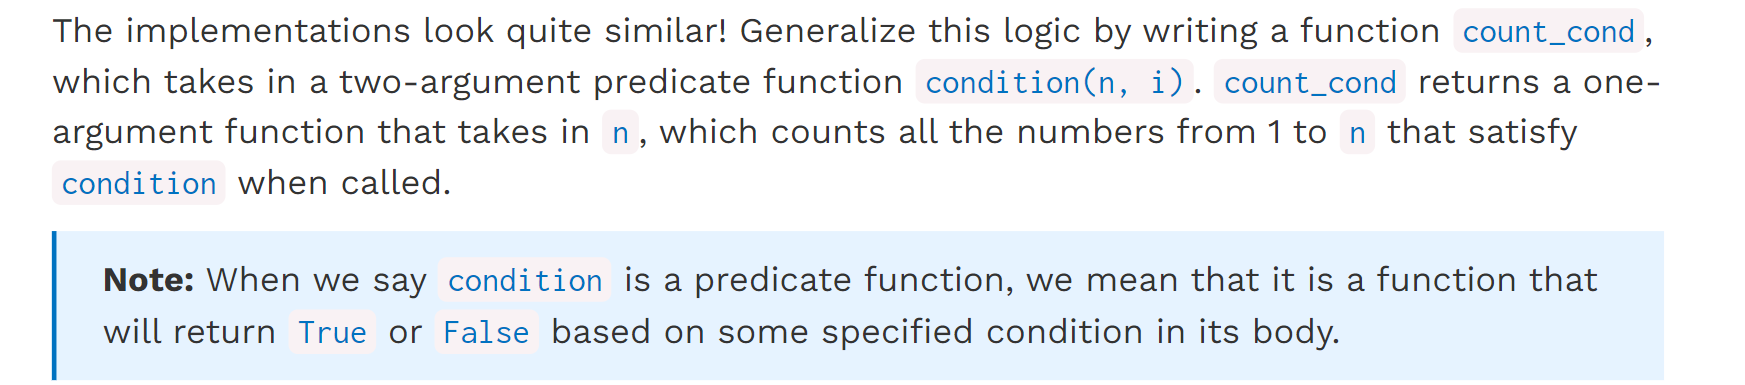 The implementations look quite similar! Generalize this logic by writing a function count_cond,
which takes in a two-argument predicate function condition(n, i). count_cond returns a one-
argument function that takes in n, which counts all the numbers from 1 to n that satisfy
condition when called.
Note: When we say condition is a predicate function, we mean that it is a function that
will return True or False based on some specified condition in its body.